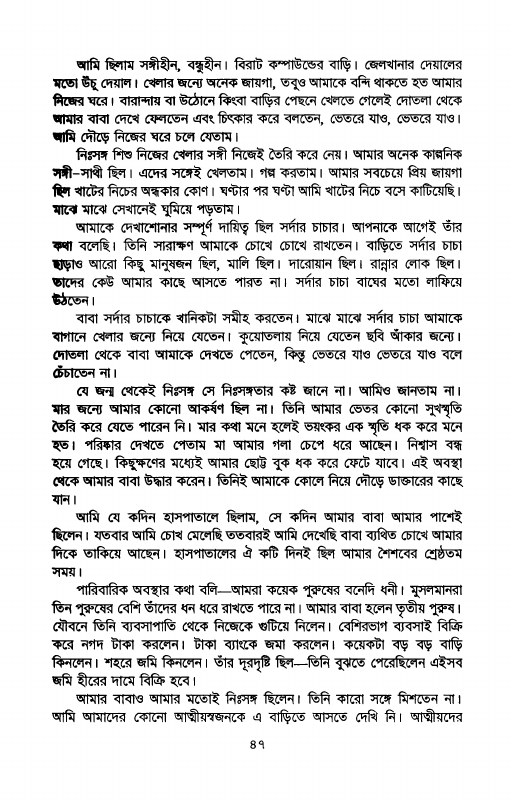 আমি ছিলাম সঙ্গীহীন, বন্ধুহীন। বিরাট কম্পাউন্ডের বাড়ি। জেলখানার দেয়ালের
মতো উঁচু দেয়াল। খেলার জন্যে অনেক জায়গা, তবুও আমাকে বন্দি থাকতে হত আমার
নিজের ঘরে। বারান্দায় বা উঠোনে কিংবা বাড়ির পেছনে খেলতে গেলেই দোতলা থেকে
আমার বাবা দেখে ফেলতেন এবং চিৎকার করে বলতেন, ভেতরে যাও, ভেতরে যাও।
আমি দৌড়ে নিজের ঘরে চলে যেতাম।
নিঃসঙ্গ শিশু নিজের খেলার সঙ্গী নিজেই তৈরি করে নেয়। আমার অনেক কাল্পনিক
সঙ্গী-সাথী ছিল। এদের সঙ্গেই খেলতাম। গল্প করতাম। আমার সবচেয়ে প্রিয় জায়গা
ছিল খাটের নিচের অন্ধকার কোণ। ঘণ্টার পর ঘণ্টা আমি খাটের নিচে বসে কাটিয়েছি।
মাঝে মাঝে সেখানেই ঘুমিয়ে পড়তাম।
আমাকে দেখাশোনার সম্পূর্ণ দায়িত্ব ছিল সর্দার চাচার। আপনাকে আগেই তাঁর
কথা বলেছি। তিনি সারাক্ষণ আমাকে চোখে চোখে রাখতেন। বাড়িতে সর্দার চাচা
ছাড়াও আরো কিছু মানুষজন ছিল, মালি ছিল। দারোয়ান ছিল। রান্নার লোক ছিল।
তাদের কেউ আমার কাছে আসতে পারত না। সর্দার চাচা বাঘের মতো লাফিয়ে
উঠতেন।
বাবা সর্দার চাচাকে খানিকটা সমীহ করতেন। মাঝে মাঝে সর্দার চাচা আমাকে
বাগানে খেলার জন্যে নিয়ে যেতেন। কুয়োতলায় নিয়ে যেতেন ছবি আঁকার জন্যে।
দোতলা থেকে বাবা আমাকে দেখতে পেতেন, কিন্তু ভেতরে যাও ভেতরে যাও বলে
চেঁচাতেন না।
যে জন্ম থেকেই নিঃসঙ্গ সে নিঃসঙ্গতার কষ্ট জানে না। আমিও জানতাম না।
মার জন্যে আমার কোনো আকর্ষণ ছিল না। তিনি আমার ভেতর কোনো সুখস্মৃতি
তৈরি করে যেতে পারেন নি। মার কথা মনে হলেই ভয়ংকর এক স্মৃতি ধক করে মনে
হত। পরিষ্কার দেখতে পেতাম মা আমার গলা চেপে ধরে আছেন। নিশ্বাস বন্ধ
হয়ে গেছে। কিছুক্ষণের মধ্যেই আমার ছোট্ট বুক ধক করে ফেটে যাবে। এই অবস্থা
থেকে আমার বাবা উদ্ধার করেন। তিনিই আমাকে কোলে নিয়ে দৌড়ে ডাক্তারের কাছে
যান।
আমি যে কদিন হাসপাতালে ছিলাম, সে কদিন আমার বাবা আমার পাশেই
ছিলেন। যতবার আমি চোখ মেলেছি ততবারই আমি দেখেছি বাবা ব্যথিত চোখে আমার
দিকে তাকিয়ে আছেন। হাসপাতালের ঐ কটি দিনই ছিল আমার শৈশবের শ্রেষ্ঠতম
সময়।
পারিবারিক অবস্থার কথা বলি—আমরা কয়েক পুরুষের বনেদি ধনী। মুসলমানরা
তিন পুরুষের বেশি তাঁদের ধন ধরে রাখতে পারে না। আমার বাবা হলেন তৃতীয় পুরুষ।
যৌবনে তিনি ব্যবসাপাতি থেকে নিজেকে গুটিয়ে নিলেন। বেশিরভাগ ব্যবসাই বিক্রি
করে নগদ টাকা করলেন। টাকা ব্যাংকে জমা করলেন। কয়েকটা বড় বড় বাড়ি
কিনলেন। শহরে জমি কিনলেন। তাঁর দূরদৃষ্টি ছিল—তিনি বুঝতে পেরেছিলেন এইসব
জমি হীরের দামে বিক্রি হবে।
আমার বাবাও আমার মতোই নিঃসঙ্গ ছিলেন। তিনি কারো সঙ্গে মিশতেন না।
আমি আমাদের কোনো আত্মীয়স্বজনকে এ বাড়িতে আসতে দেখি নি। আত্মীয়দের
৪৭